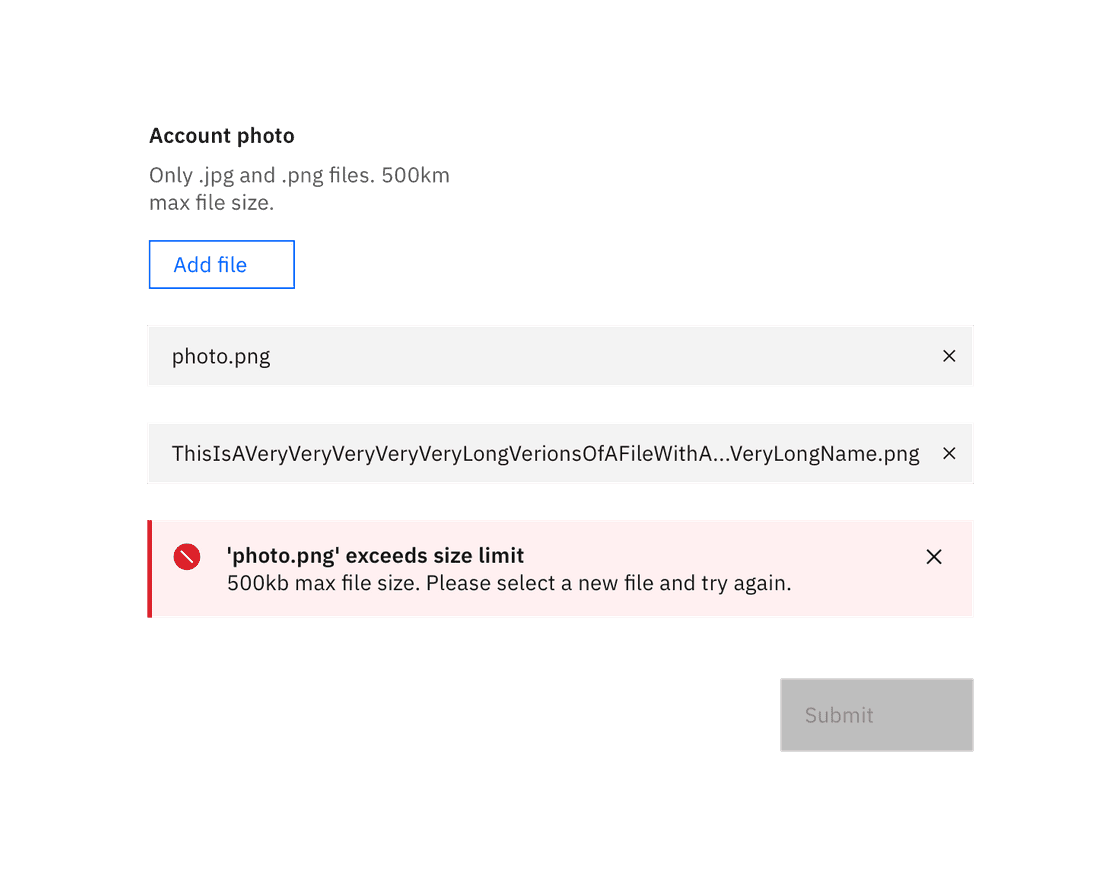 Account photo
Only .jpg and .png files. 500km
max file size.
Add file
photo.png
ThisIsAVeryVeryVeryVeryVeryLongVerionsOfAFileWithA...VeryLongName.png
'photo.png' exceeds size limit
500kb max file size. Please select a new file and try again.
Submit